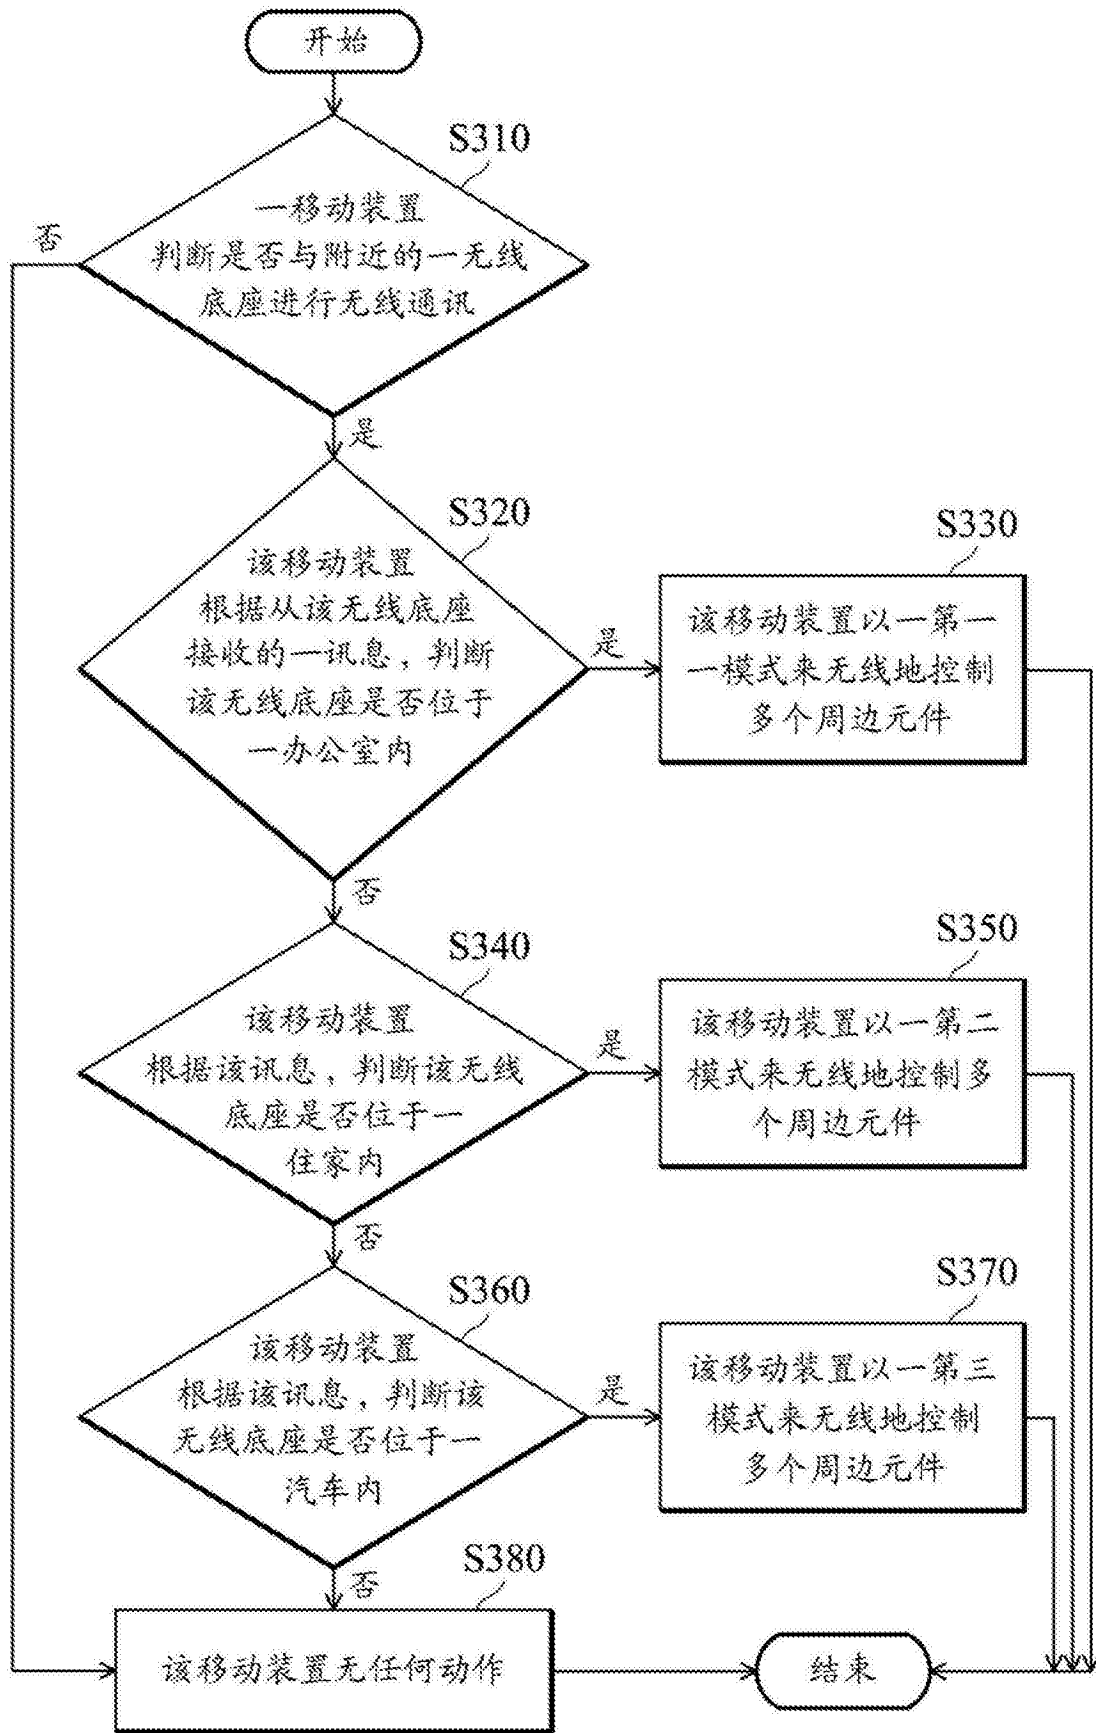 开始
S310
一移动装置
判断是否与附近的一无线
底座进行无线通讯
否
是
S320
该移动装置
根据从该无线底座
接收的一讯息，判断
该无线底座是否位于
一办公室内
是
S330
该移动装置以一第一
一模式来无线地控制
多个周边元件
否
S340
该移动装置
根据该讯息，判断该无线
底座是否位于一
住家内
是
S350
该移动装置以一第二
模式来无线地控制多
个周边元件
否
S360
该移动装置
根据该讯息，判断该
无线底座是否位于一
汽车内
是
S370
该移动装置以一第三
模式来无线地控制
多个周边元件
否
S380
该移动装置无任何动作
结束